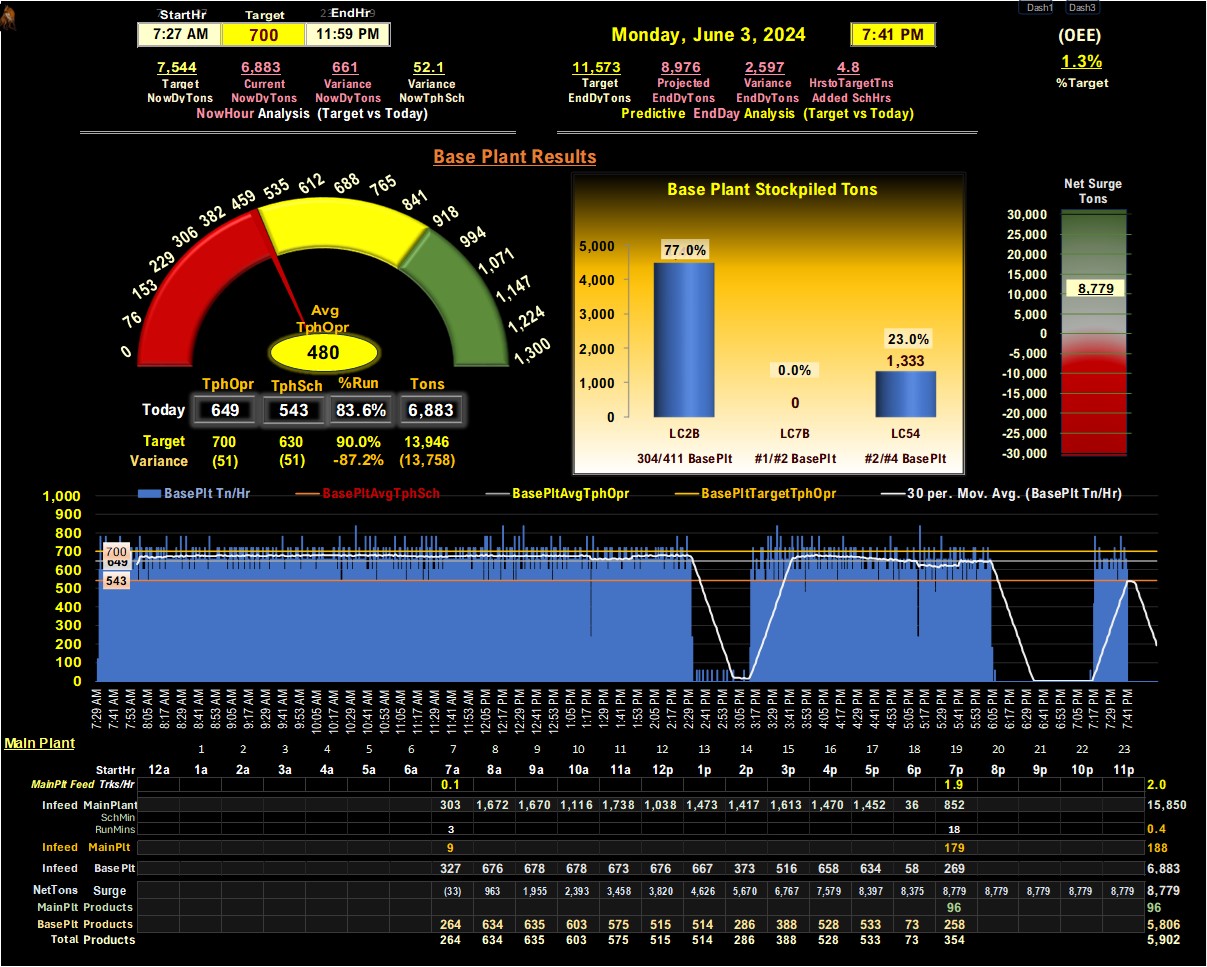 StartHr Target EndHr Dash1 Dash3
7:27 AM 700 11:59 PM Monday, June 3, 2024 7:41 PM (OEE)
1.3%
7,544 6,883 661 52.1 11,573 8,976 2,597 4.8
Target Current Variance Target Target Projected Variance HrstoTargetTns %Target
NowDyTons NowDyTons NowDyTons NowTphSch EndDyTons EndDyTons EndDyTons Added SchHrs
NowHour Analysis (Target vs Today) Predictive EndDay Analysis (Target vs Today)
Base Plant Results
0 76 153 229 306 382 459 535 612 688 765 841 918 994 1,071 1,147 1,224 1,300
Avg
TphOpr
480
TphOpr TphSch %Run Tons
Today 649 543 83.6% 6,883
Target 700 630 90.0% 13,946
Variance (51) (51) -87.2% (13,758)
Base Plant Stockpiled Tons
5,000
4,000
3,000
2,000
1,000
0
77.0%
0.0%
0
23.0%
1,333
LC2B LC7B LC54
304/411 BasePlt #1/#2 BasePlt #2/#4 BasePlt
Net Surge
Tons
30,000
25,000
20,000
15,000
10,000
5,000
0
-5,000
-10,000
-15,000
-20,000
-25,000
-30,000
8,779
BasePlt Tn/Hr BasePltAvgTphSch BasePltAvgTphOpr BasePltTargetTphOpr 30 per. Mov. Avg. (BasePlt Tn/Hr)
1,000
900
800
700
600
500
400
300
200
100
0
700
649
543
7:29 AM 7:41 AM 7:53 AM 8:05 AM 8:17 AM 8:29 AM 8:41 AM 8:53 AM 9:05 AM 9:17 AM 9:29 AM 9:41 AM 9:53 AM 10:05 AM 10:17 AM 10:29 AM 10:41 AM 10:53 AM 11:05 AM 11:17 AM 11:29 AM 11:41 AM 11:53 AM 12:05 PM 12:17 PM 12:29 PM 12:41 PM 12:53 PM 1:05 PM 1:17 PM 1:29 PM 1:41 PM 1:53 PM 2:05 PM 2:17 PM 2:29 PM 2:41 PM 2:53 PM 3:05 PM 3:17 PM 3:29 PM 3:41 PM 3:53 PM 4:05 PM 4:17 PM 4:29 PM 4:41 PM 4:53 PM 5:05 PM 5:17 PM 5:29 PM 5:41 PM 5:53 PM 6:05 PM 6:17 PM 6:29 PM 6:41 PM 6:53 PM 7:05 PM 7:17 PM 7:29 PM 7:41 PM
Main Plant
1 2 3 4 5 6 7 8 9 10 11 12 13 14 15 16 17 18 19 20 21 22 23
StartHr 12a 1a 2a 3a 4a 5a 6a 7a 8a 9a 10a 11a 12p 1p 2p 3p 4p 5p 6p 7p 8p 9p 10p 11p
MainPlt Feed Trks/Hr 0.1 1.9 2.0
Infeed MainPlant 303 1,672 1,670 1,116 1,738 1,038 1,473 1,417 1,613 1,470 1,452 36 852 15,850
SchMin
RunMins 3 18 0.4
Infeed MainPlt 9 179 188
Infeed BasePlt 327 676 678 678 673 676 667 373 516 658 634 58 269 6.883
NetTons Surge (33) 963 1,955 2,393 3,458 3,820 4,626 5,670 6,767 7,579 8,397 8,375 8,779 8,779 8,779 8,779 8,779 8,779
MainPlt Products 96 96
BasePlt Products 264 634 635 603 575 515 514 286 388 528 533 73 258 5,806
Total Products 264 634 635 603 575 515 514 286 388 528 533 73 354 5,902